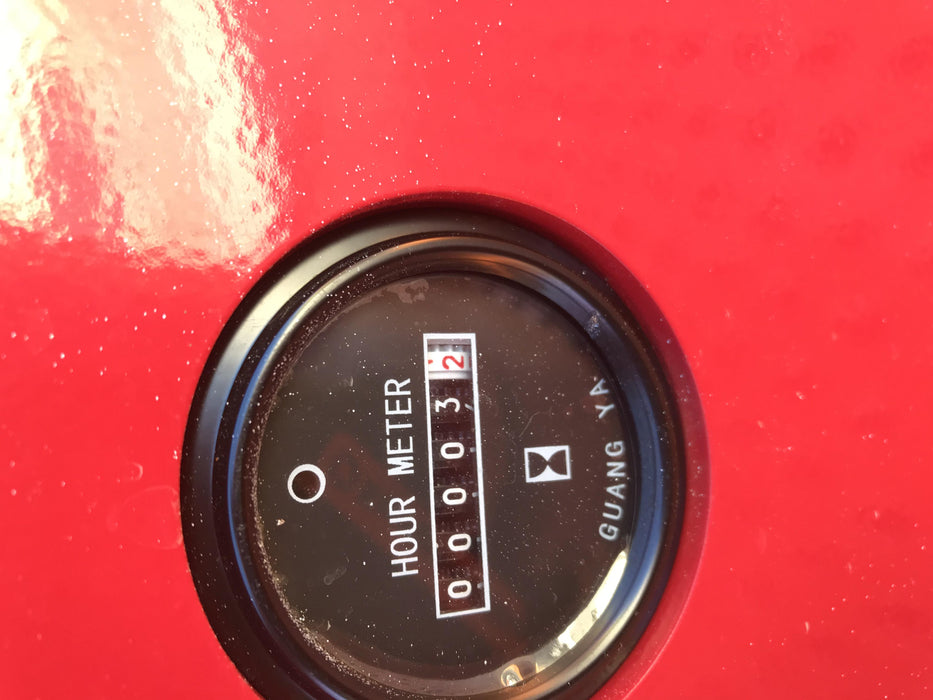 HOUR METER
000032
GUANG YA